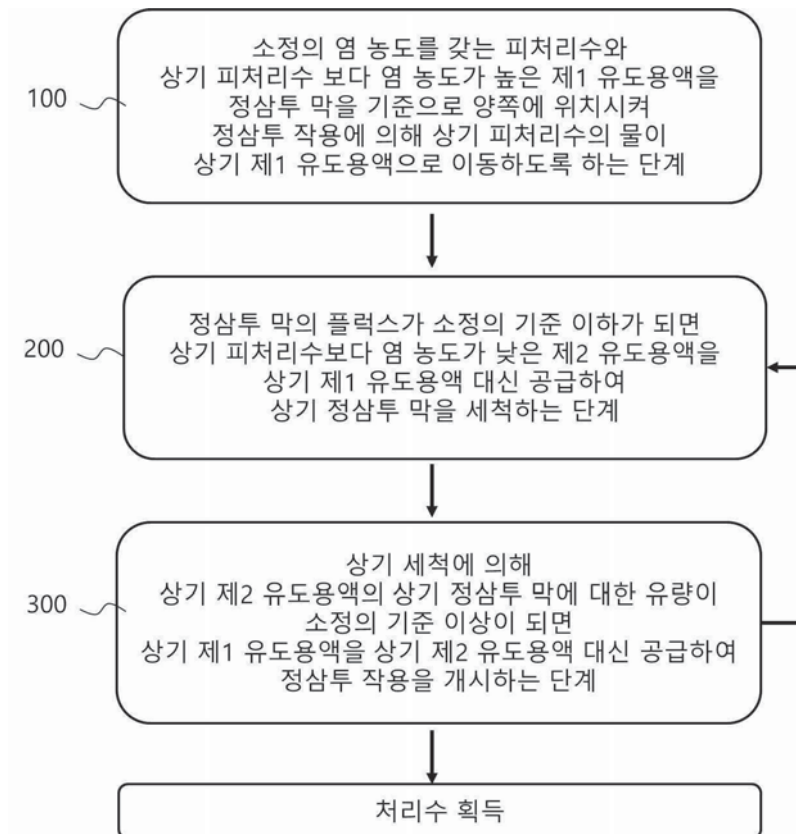 소정의 염 농도를 갖는 피처리수와
상기 피처리수 보다 염 농도가 높은 제1 유도용액을
정삼투 막을 기준으로 양쪽에 위치시켜
정삼투 작용에 의해 상기 피처리수의 물이
상기 제1 유도용액으로 이동하도록 하는 단계
100
정삼투 막의 플럭스가 소정의 기준 이하가 되면
상기 피처리수보다 염 농도가 낮은 제2 유도용액을
상기 제1 유도용액 대신 공급하여
상기 정삼투 막을 세척하는 단계
200
상기 세척에 의해
상기 제2 유도용액의 상기 정삼투 막에 대한 유량이
소정의 기준 이상이 되면
상기 제1 유도용액을 상기 제2 유도용액 대신 공급하여
정삼투 작용을 개시하는 단계
300
처리수 획득